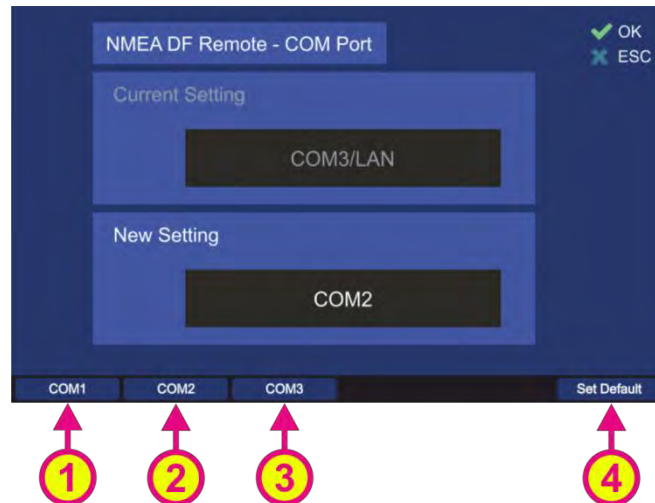 NMEA DF Remote - COM Port
OK
ESC
Current Setting
COM3/LAN
New Setting
COM2
COM1 COM2 COM3 Set Default
1 2 3 4